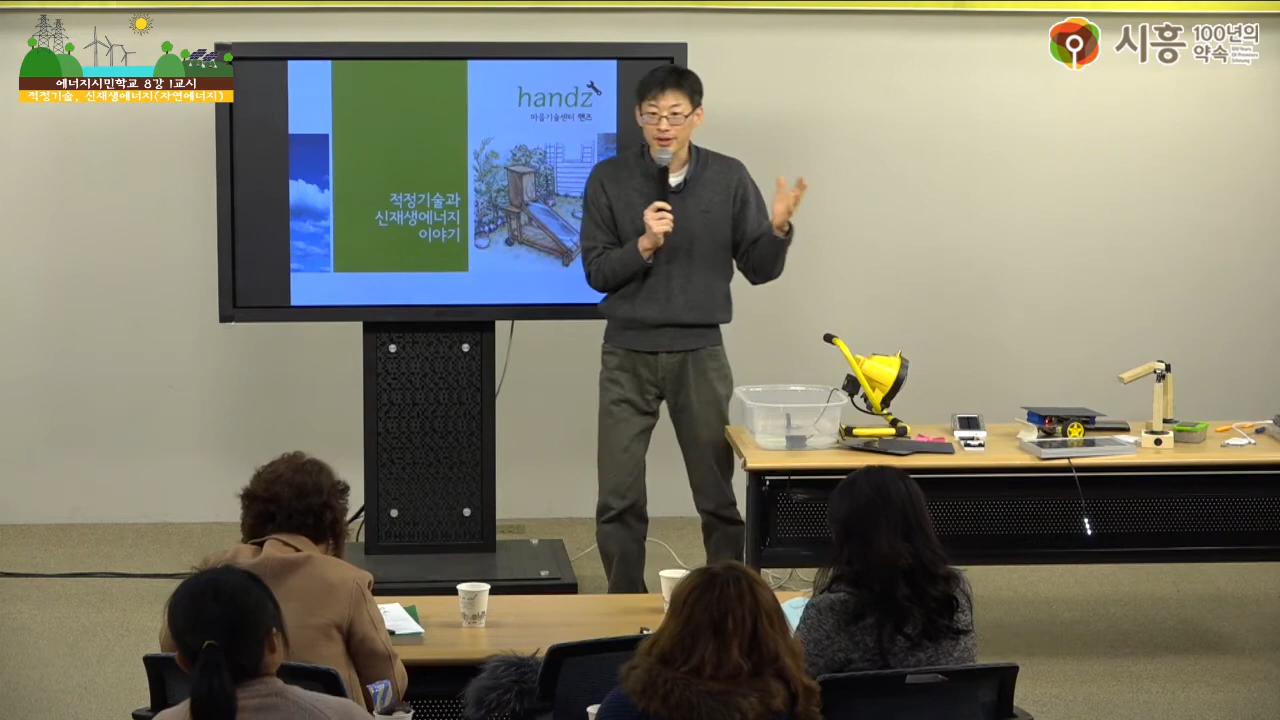 에너지시민학교 8강 1교시
적정기술, 신재생에너지(자연에너지)
시흥 100년의 약속
handz
마을기술센터 핸즈
적정기술과
신재생에너지
이야기